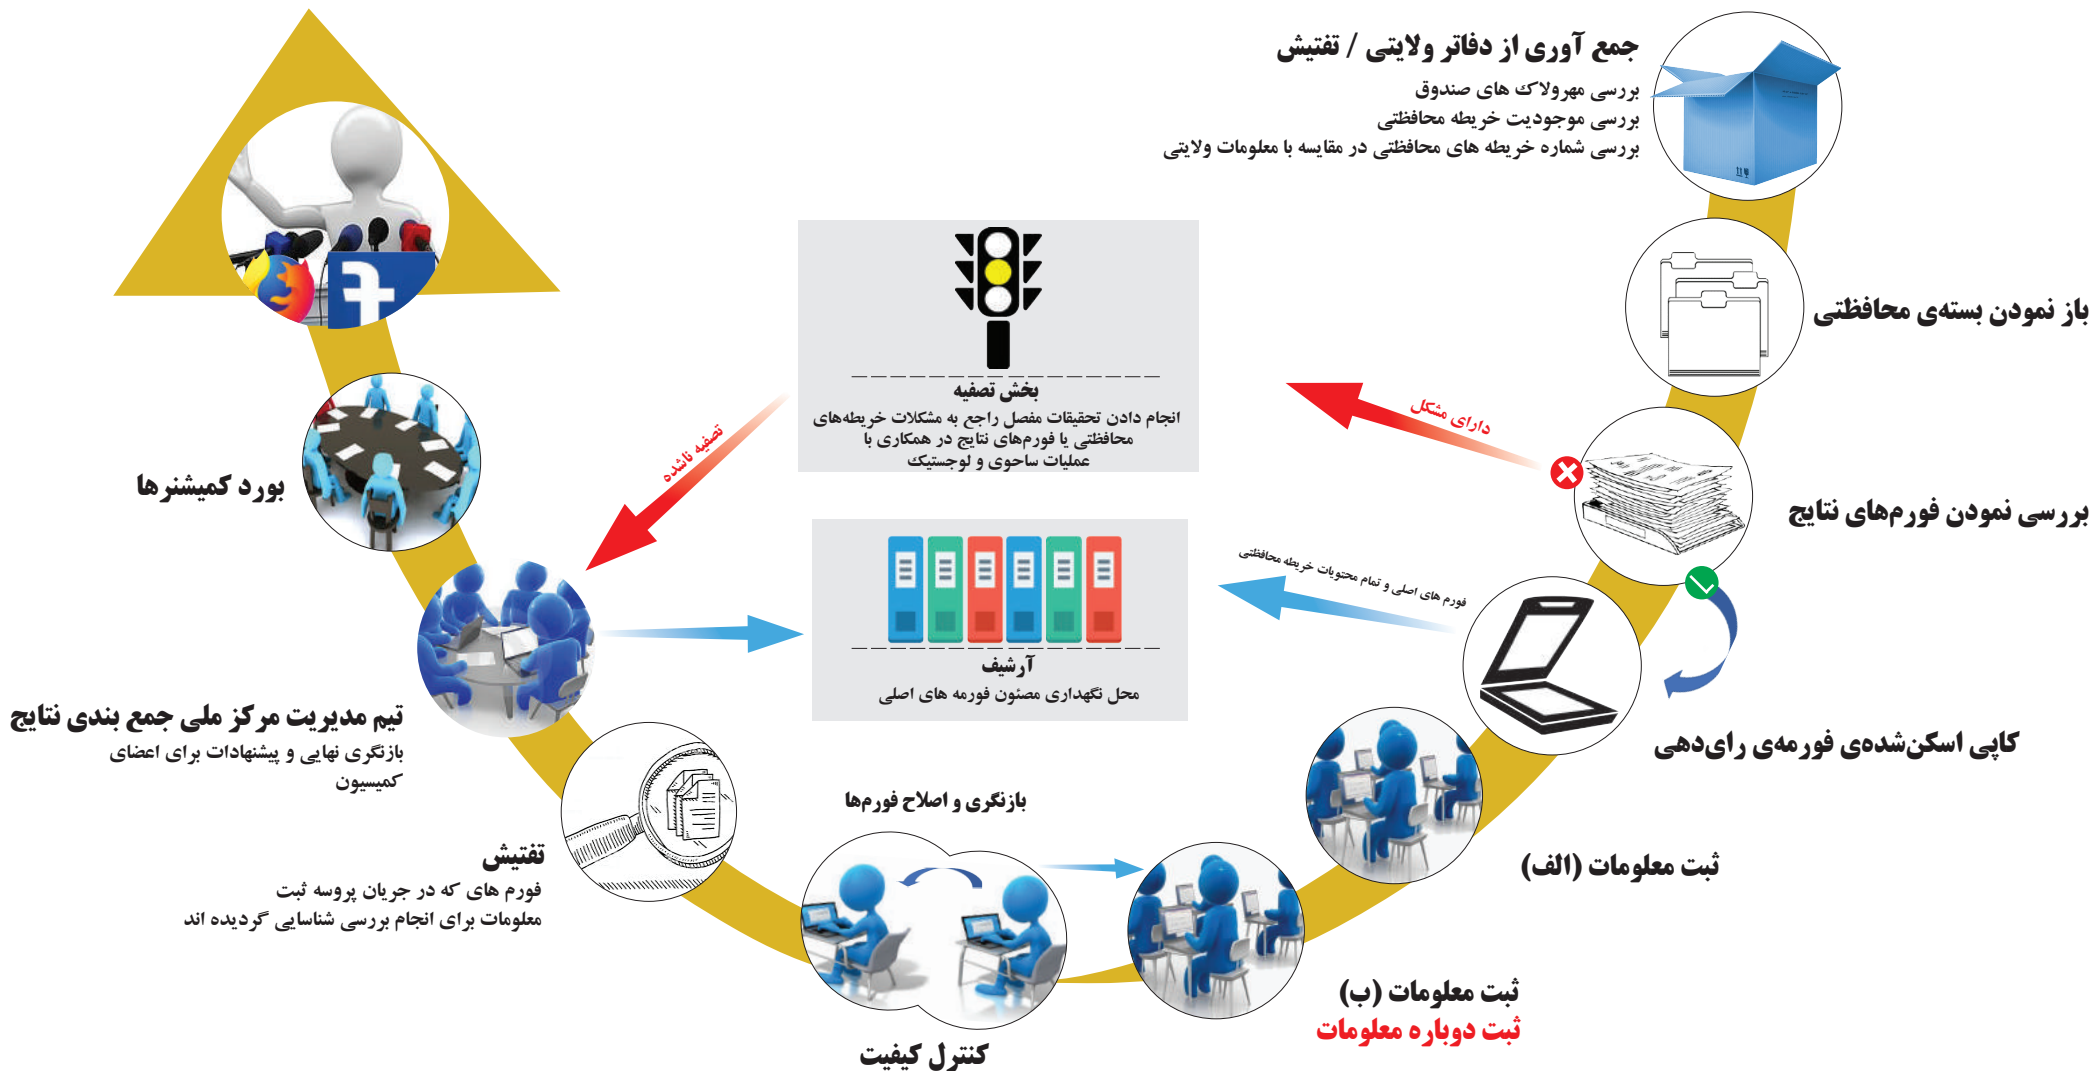 جمع آوری از دفاتر ولایتی / تفتیش
بررسی مهرولاک های صندوق
بررسی موجودیت خریطه محافظتی
بررسی شماره خریطه های محافظتی در مقایسه با معلومات ولایتی
باز نمودن بسته‌ی محافظتی
بررسی نمودن فورم‌های نتایج
دارای مشکل
بخش تصفیه
انجام دادن تحقیقات مفصل راجع به مشکلات خریطه‌های
محافظتی یا فورم‌های نتایج در همکاری با
عملیات ساحوی و لوجستیک
تصفیه ناشده
کاپی اسکن‌شده‌ی فورمه‌ی رای‌دهی
فورم های اصلی و تمام محتویات خریطه محافظتی
آرشیف
محل نگهداری مصئون فورمه های اصلی
ثبت معلومات (الف)
ثبت معلومات (ب)
ثبت دوباره معلومات
بازنگری و اصلاح فورم‌ها
کنترل کیفیت
تفتیش
فورم های که در جریان پروسه ثبت
معلومات برای انجام بررسی شناسایی گردیده اند
تیم مدیریت مرکز ملی جمع بندی نتایج
بازنگری نهایی و پیشنهادات برای اعضای
کمیسیون
بورد کمیشنرها